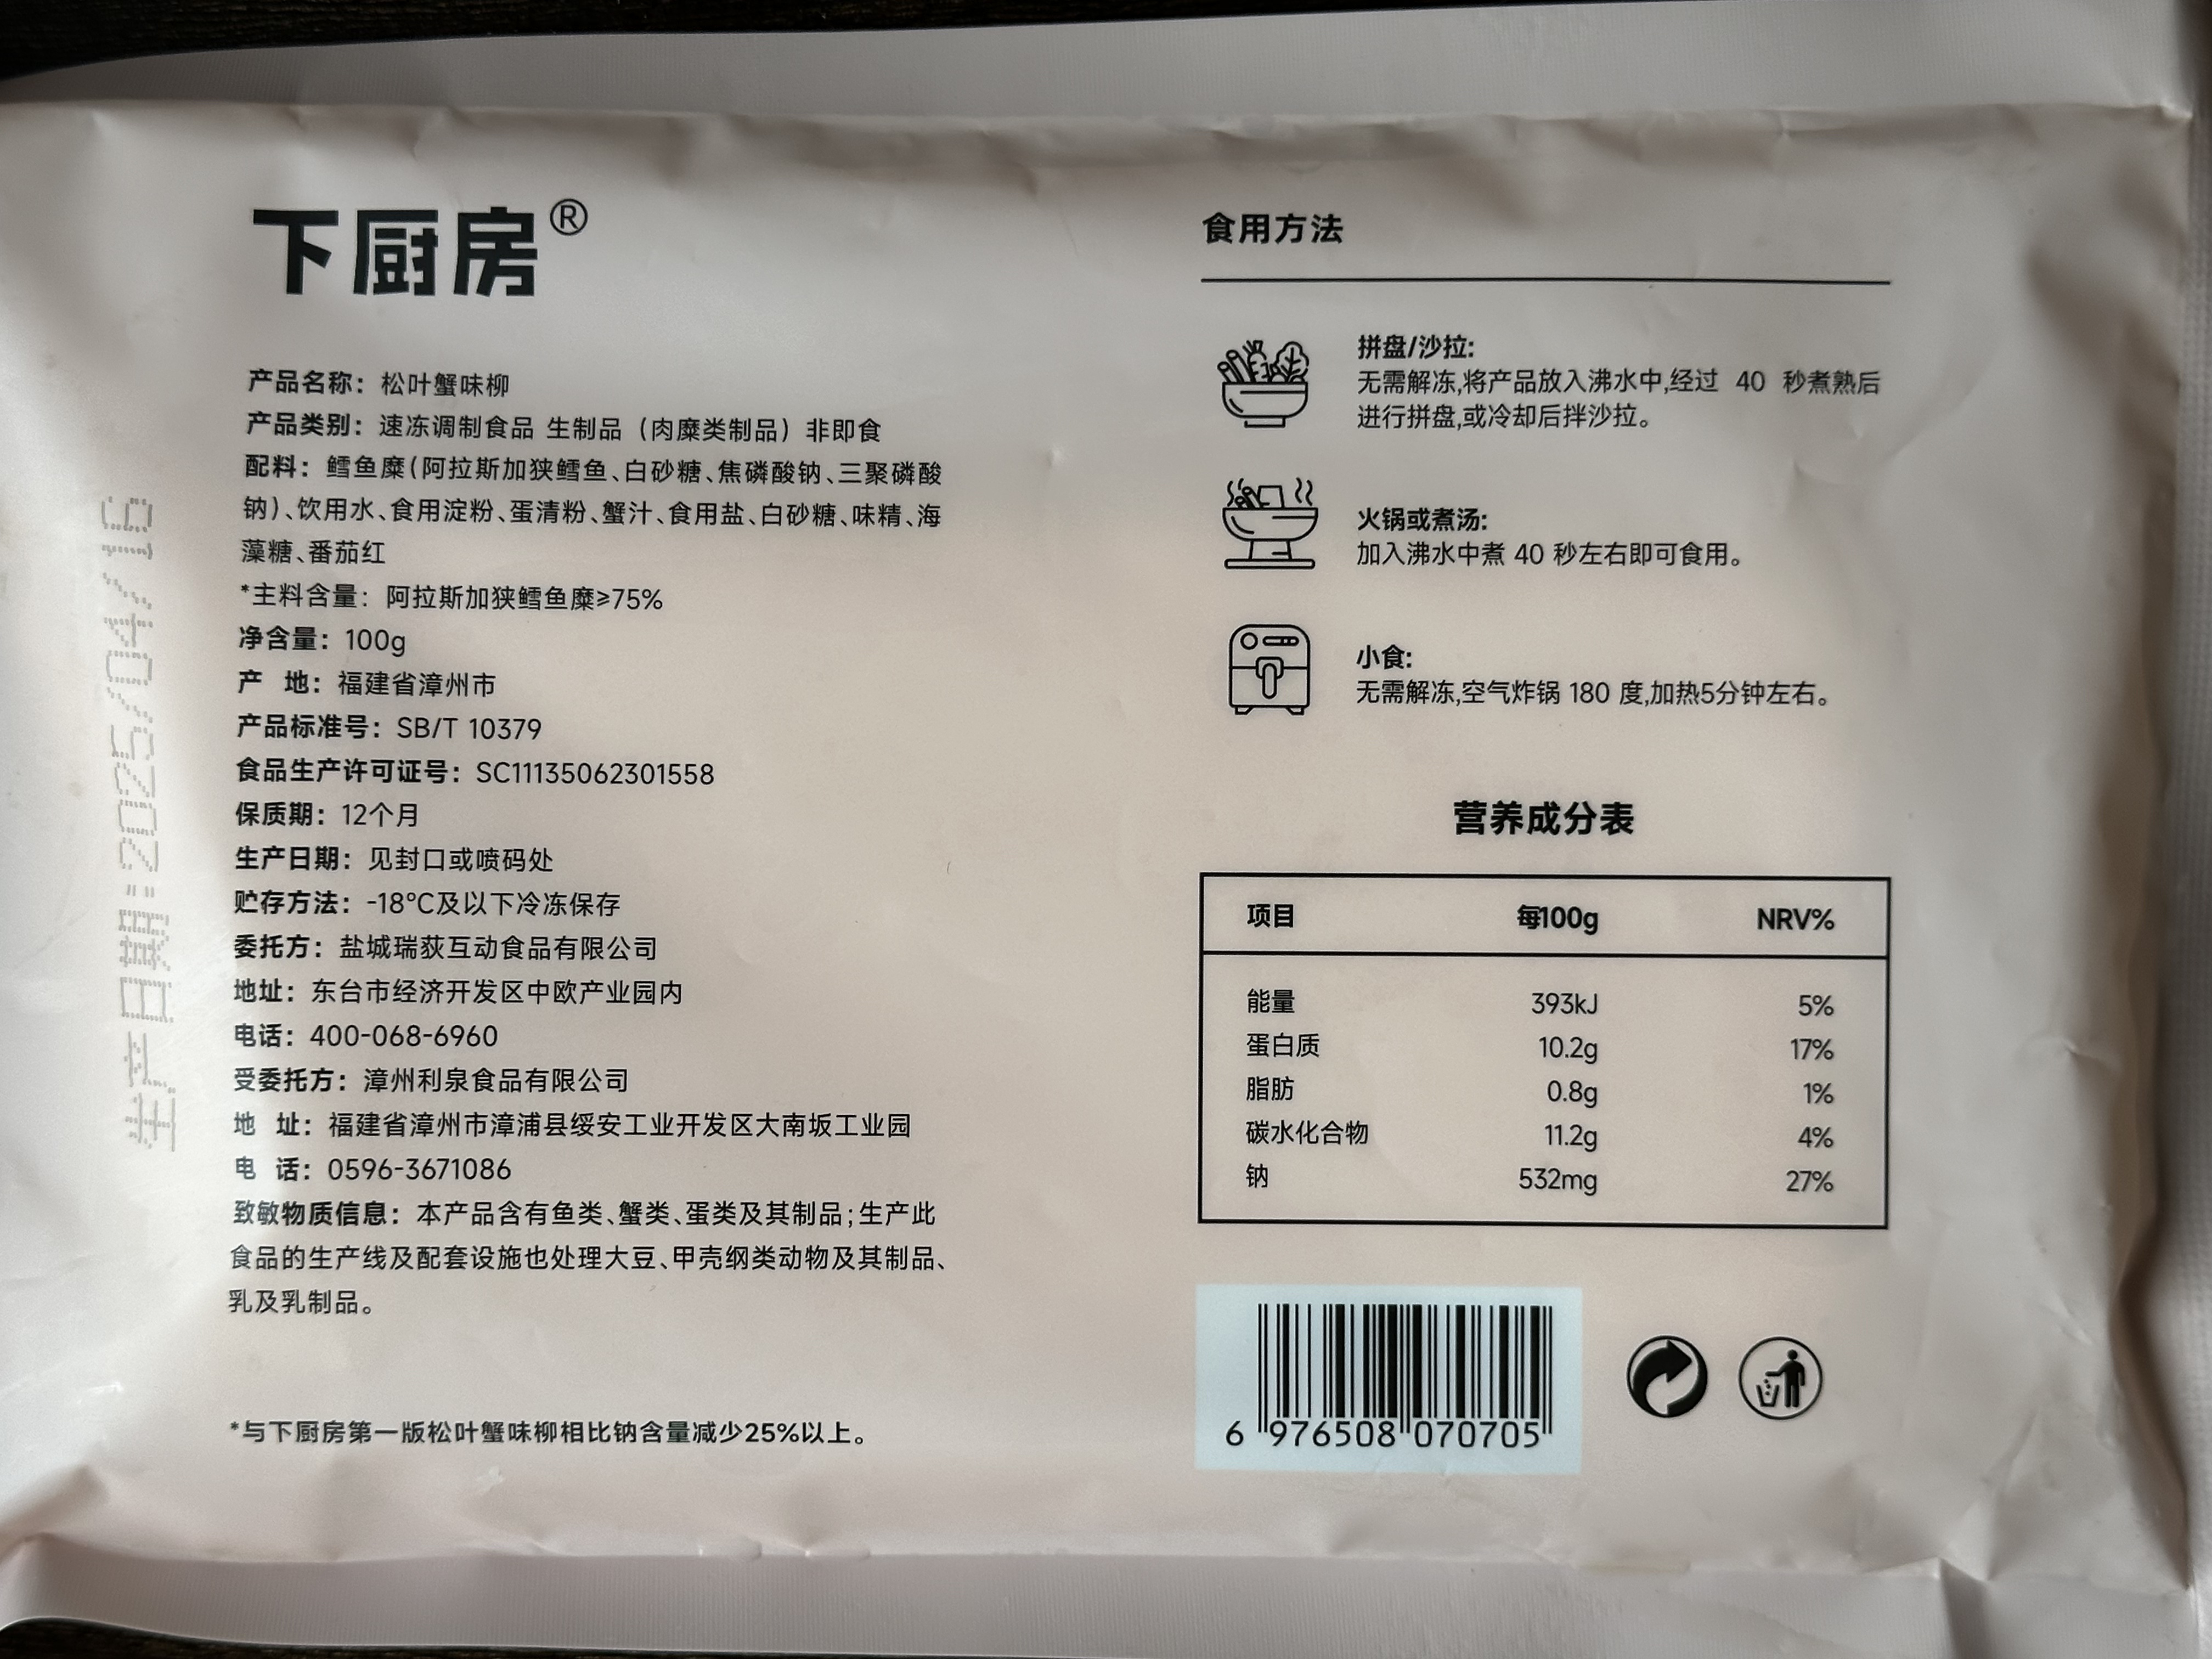 下厨房®
产品名称：松叶蟹味柳
产品类别：速冻调制食品 生制品（肉糜类制品）非即食
配料：鳕鱼糜(阿拉斯加狭鳕鱼、白砂糖、焦磷酸钠、三聚磷酸
钠)、饮用水、食用淀粉、蛋清粉、蟹汁、食用盐、白砂糖、味精、海
藻糖、番茄红
*主料含量：阿拉斯加狭鳕鱼糜≥75%
净含量：100g
产 地：福建省漳州市
产品标准号：SB/T 10379
食品生产许可证号：SC11135062301558
保质期：12个月
生产日期：见封口或喷码处
贮存方法：-18°C及以下冷冻保存
委托方：盐城瑞荻互动食品有限公司
地址：东台市经济开发区中欧产业园内
电话：400-068-6960
受委托方：漳州利泉食品有限公司
地 址：福建省漳州市漳浦县绥安工业开发区大南坂工业园
电 话：0596-3671086
致敏物质信息：本产品含有鱼类、蟹类、蛋类及其制品；生产此
食品的生产线及配套设施也处理大豆、甲壳纲类动物及其制品、
乳及乳制品。
*与下厨房第一版松叶蟹味柳相比钠含量减少25%以上。
生产日期:2025/04/16
食用方法
拼盘/沙拉:
无需解冻,将产品放入沸水中,经过 40 秒煮熟后
进行拼盘,或冷却后拌沙拉。
火锅或煮汤:
加入沸水中煮 40 秒左右即可食用。
小食:
无需解冻,空气炸锅 180 度,加热5分钟左右。
营养成分表
项目 每100g NRV%
能量 393kJ 5%
蛋白质 10.2g 17%
脂肪 0.8g 1%
碳水化合物 11.2g 4%
钠 532mg 27%
6 976508 070705